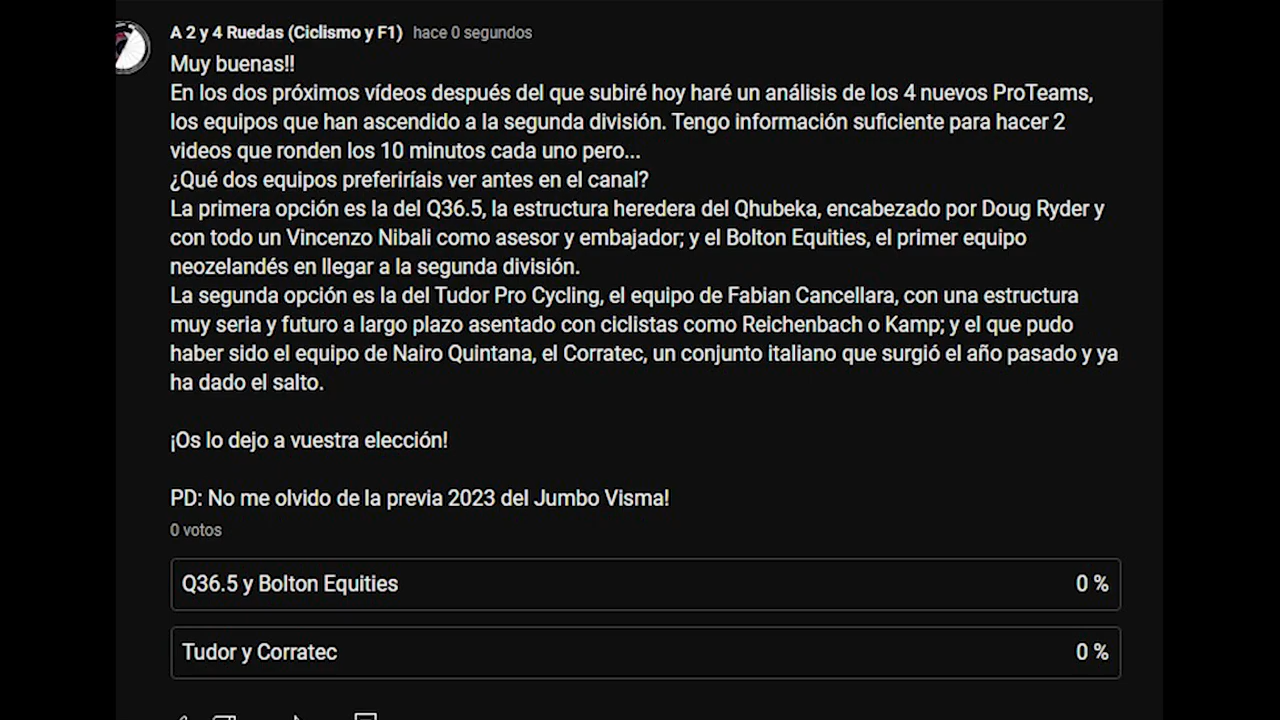 A 2 y 4 Ruedas (Ciclismo y F1) hace 0 segundos
Muy buenas!!
En los dos próximos vídeos después del que subiré hoy haré un análisis de los 4 nuevos ProTeams,
los equipos que han ascendido a la segunda división. Tengo información suficiente para hacer 2
videos que ronden los 10 minutos cada uno pero...
¿Qué dos equipos preferiríais ver antes en el canal?
La primera opción es la del Q36.5, la estructura heredera del Qhubeka, encabezado por Doug Ryder y
con todo un Vincenzo Nibali como asesor y embajador; y el Bolton Equities, el primer equipo
neozelandés en llegar a la segunda división.
La segunda opción es la del Tudor Pro Cycling, el equipo de Fabian Cancellara, con una estructura
muy seria y futuro a largo plazo asentado con ciclistas como Reichenbach o Kamp; y el que pudo
haber sido el equipo de Nairo Quintana, el Corratec, un conjunto italiano que surgió el año pasado y ya
ha dado el salto.
¡Os lo dejo a vuestra elección!
PD: No me olvido de la previa 2023 del Jumbo Visma!
0 votos
Q36.5 y Bolton Equities 0 %
Tudor y Corratec 0 %